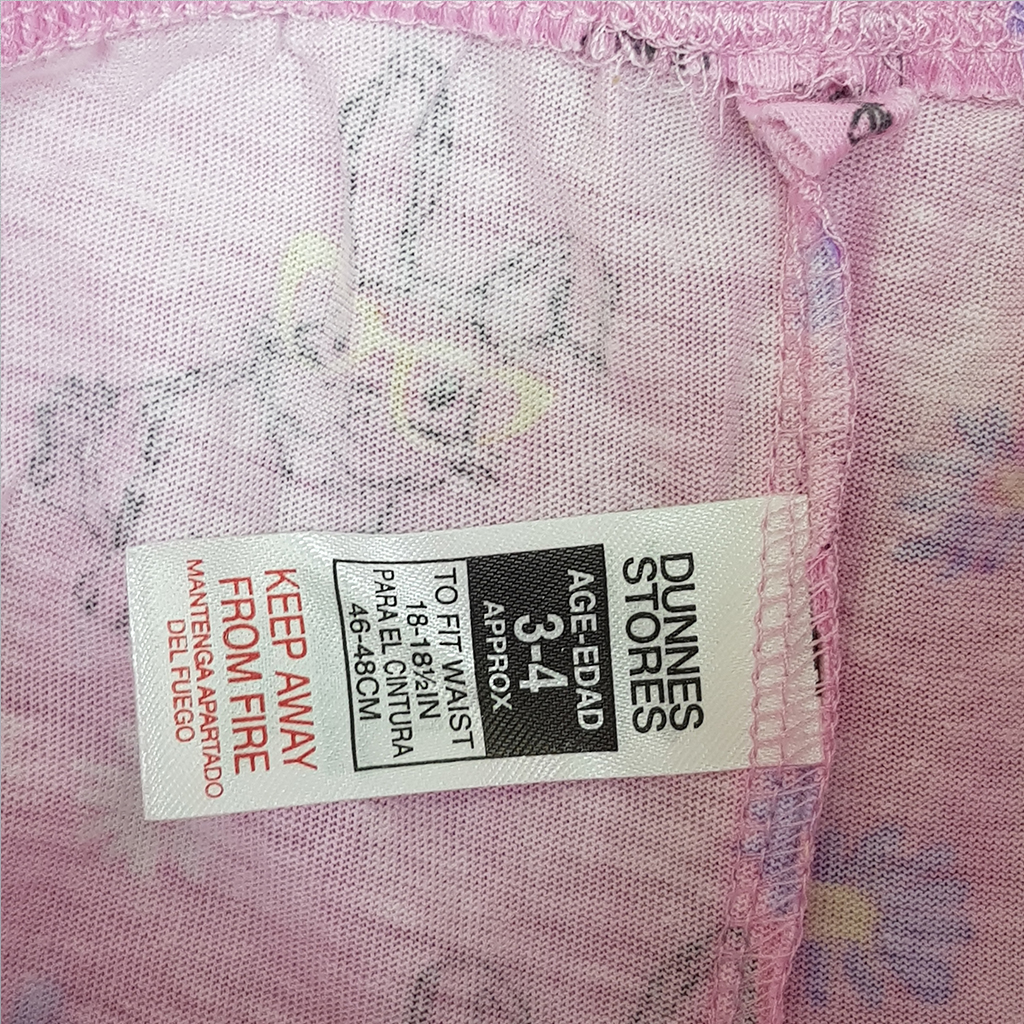 DUNNES
STORES
AGE-EDAD
3-4
APPROX
TO FIT WAIST
18-18½IN
PARA EL CINTURA
46-48CM
KEEP AWAY
FROM FIRE
MANTENGA APARTADO
DEL FUEGO